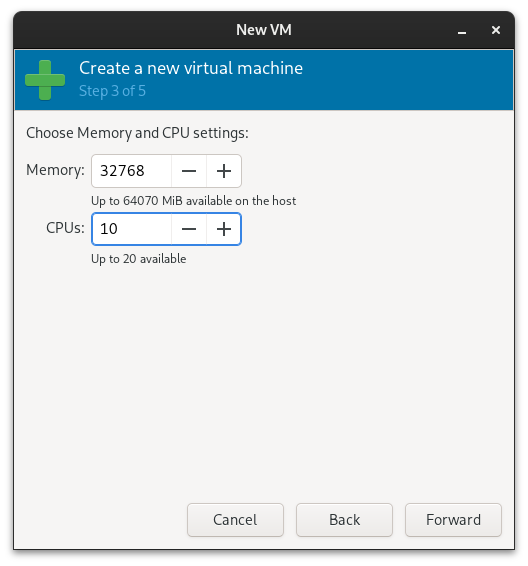 New VM
Create a new virtual machine
Step 3 of 5
Choose Memory and CPU settings:
Memory: 32768
Up to 64070 MiB available on the host
CPUs: 10
Up to 20 available
Cancel Back Forward